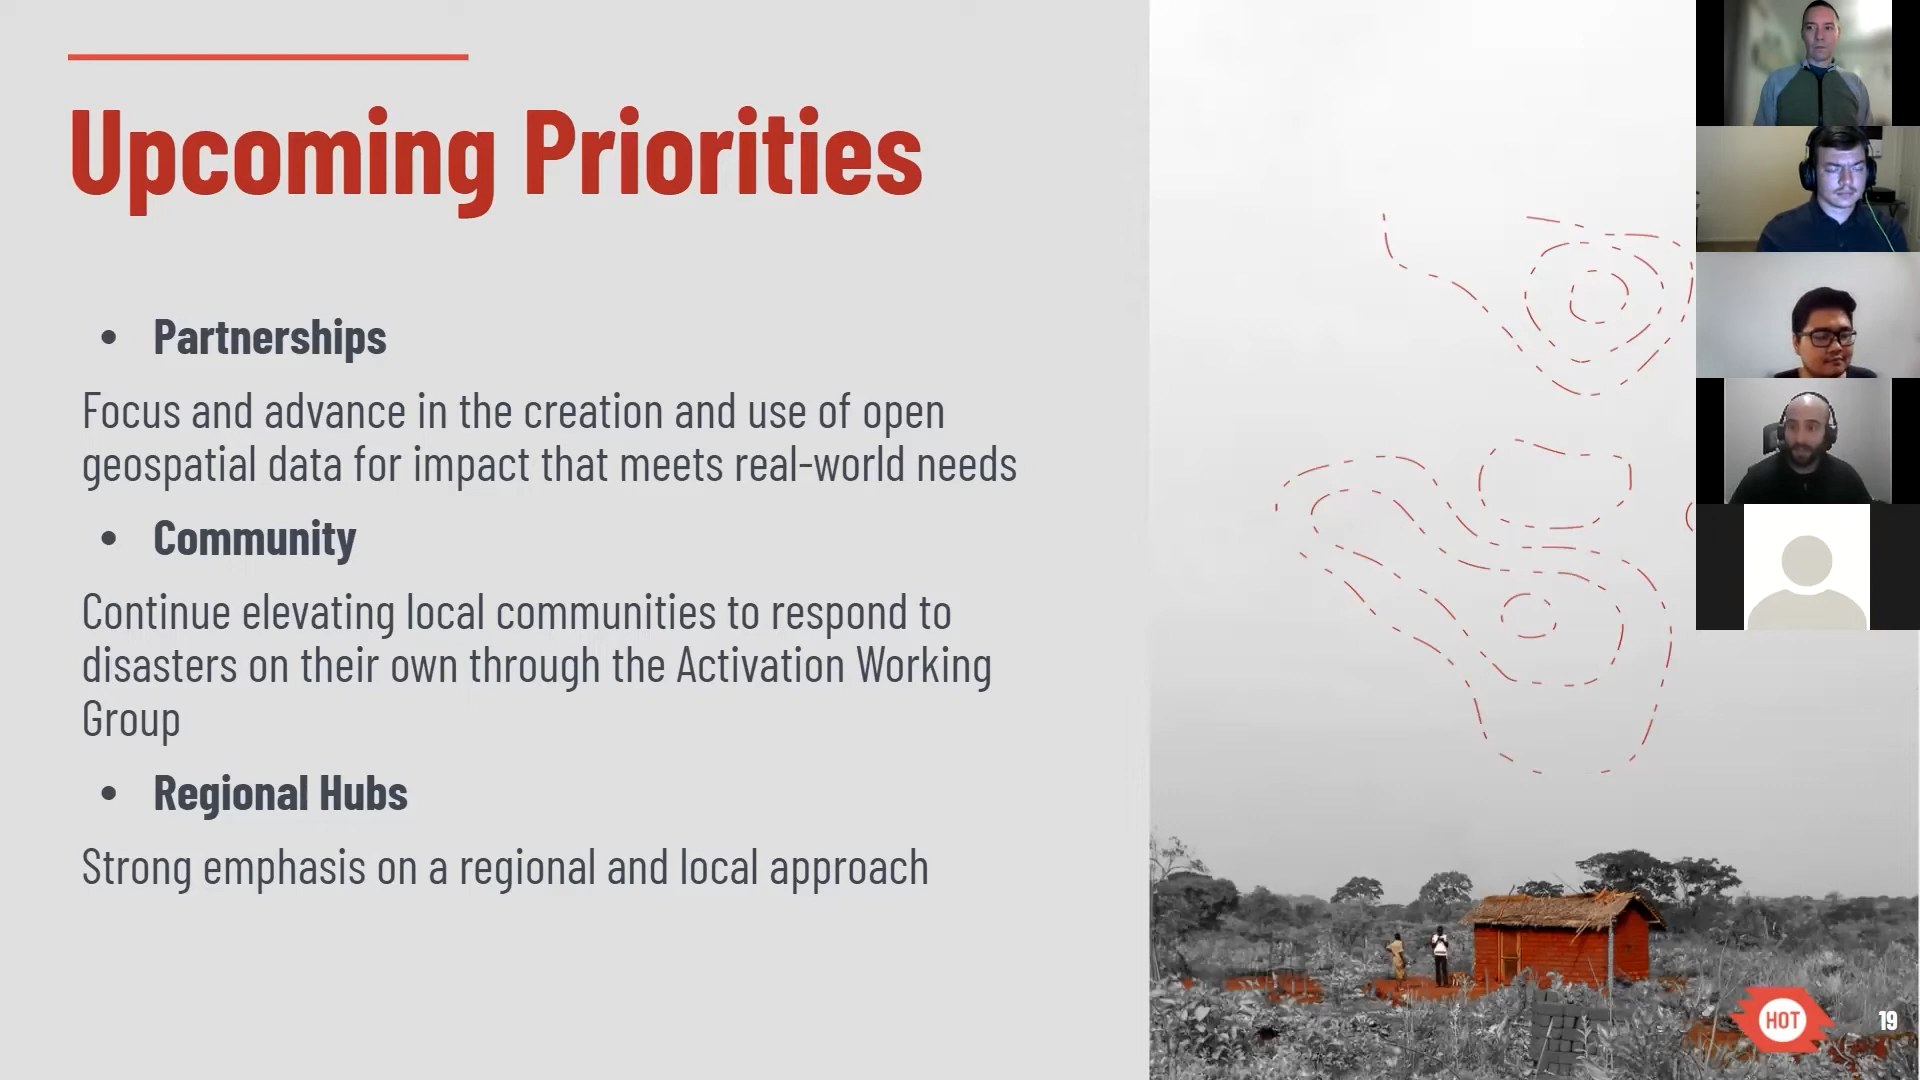 Upcoming Priorities
• Partnerships
Focus and advance in the creation and use of open
geospatial data for impact that meets real-world needs
• Community
Continue elevating local communities to respond to
disasters on their own through the Activation Working
Group
• Regional Hubs
Strong emphasis on a regional and local approach
HOT
19